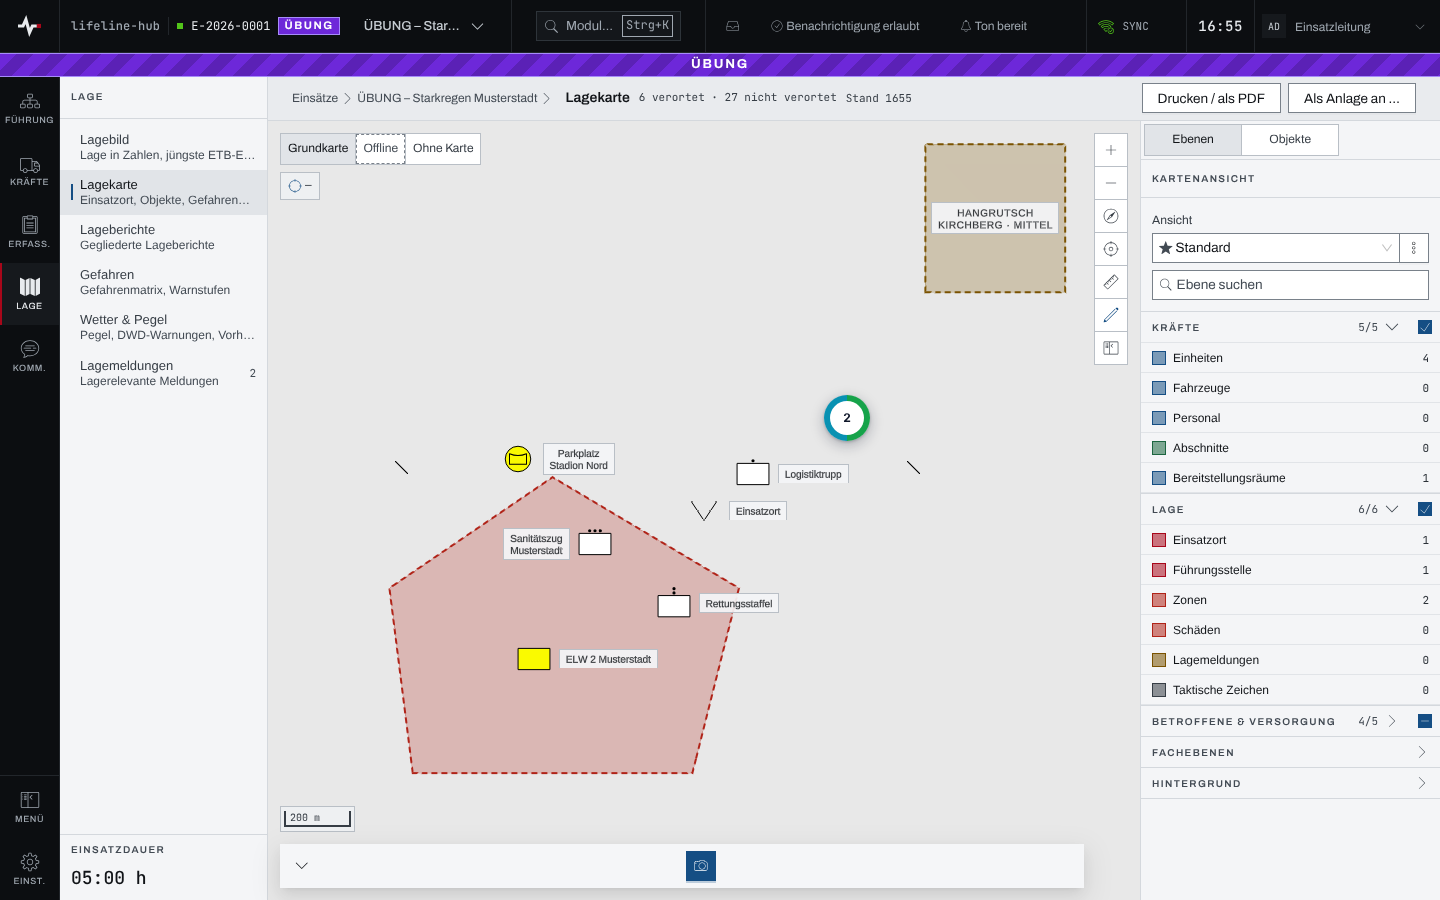 lifeline-hub
E-2026-0001 ÜBUNG
ÜBUNG – Star...
Modul... Strg+K
Benachrichtigung erlaubt
Ton bereit
SYNC
16:55
AD Einsatzleitung
ÜBUNG
FÜHRUNG
KRÄFTE
ERFASS.
LAGE
KOMM.
MENÜ
EINST.
LAGE
Lagebild
Lage in Zahlen, jüngste ETB-E...
Lagekarte
Einsatzort, Objekte, Gefahren...
Lageberichte
Gegliederte Lageberichte
Gefahren
Gefahrenmatrix, Warnstufen
Wetter & Pegel
Pegel, DWD-Warnungen, Vorh...
Lagemeldungen
Lagerelevante Meldungen 2
EINSATZDAUER
05:00 h
Einsätze > ÜBUNG – Starkregen Musterstadt > Lagekarte 6 verortet · 27 nicht verortet Stand 1655
Drucken / als PDF
Als Anlage an ...
Grundkarte Offline Ohne Karte
–
HANGRUTSCH
KIRCHBERG · MITTEL
2
Parkplatz
Stadion Nord
Logistiktrupp
Einsatzort
Sanitätszug
Musterstadt
Rettungsstaffel
ELW 2 Musterstadt
200 m
Ebenen Objekte
KARTENANSICHT
Ansicht
Standard
Ebene suchen
KRÄFTE 5/5
Einheiten 4
Fahrzeuge 0
Personal 0
Abschnitte 0
Bereitstellungsräume 1
LAGE 6/6
Einsatzort 1
Führungsstelle 1
Zonen 2
Schäden 0
Lagemeldungen 0
Taktische Zeichen 0
BETROFFENE & VERSORGUNG 4/5
FACHEBENEN
HINTERGRUND